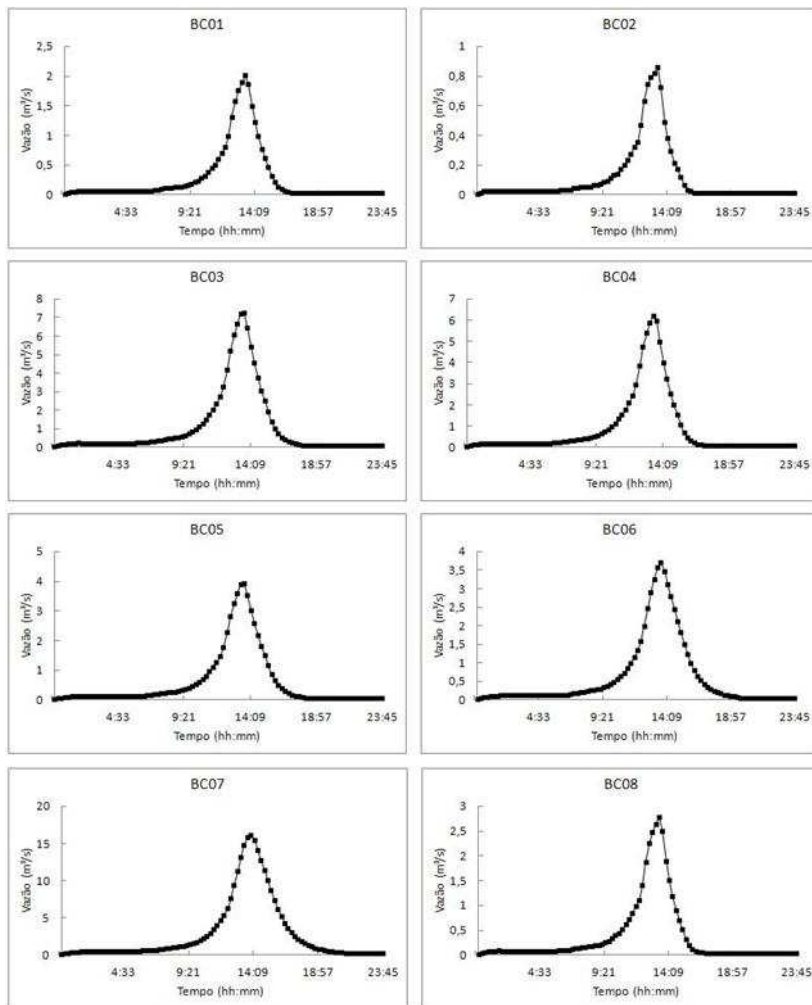 BC01
Vazão (m³/s)
2,5
2
1,5
1
0,5
0
4:33 9:21 14:09 18:57 23:45
Tempo (hh:mm)
BC02
Vazão (m³/s)
1
0,8
0,6
0,4
0,2
0
4:33 9:21 14:09 18:57 23:45
Tempo (hh:mm)
BC03
Vazão (m³/s)
8
7
6
5
4
3
2
1
0
4:33 9:21 14:09 18:57 23:45
Tempo (hh:mm)
BC04
Vazão (m³/s)
7
6
5
4
3
2
1
0
4:33 9:21 14:09 18:57 23:45
Tempo (hh:mm)
BC05
Vazão (m³/s)
5
4
3
2
1
0
4:33 9:21 14:09 18:57 23:45
Tempo (hh:mm)
BC06
Vazão (m³/s)
4
3,5
3
2,5
2
1,5
1
0,5
0
4:33 9:21 14:09 18:57 23:45
Tempo (hh:mm)
BC07
Vazão (m³/s)
20
15
10
5
0
4:33 9:21 14:09 18:57 23:45
Tempo (hh:mm)
BC08
Vazão (m³/s)
3
2,5
2
1,5
1
0,5
0
4:33 9:21 14:09 18:57 23:45
Tempo (hh:mm)